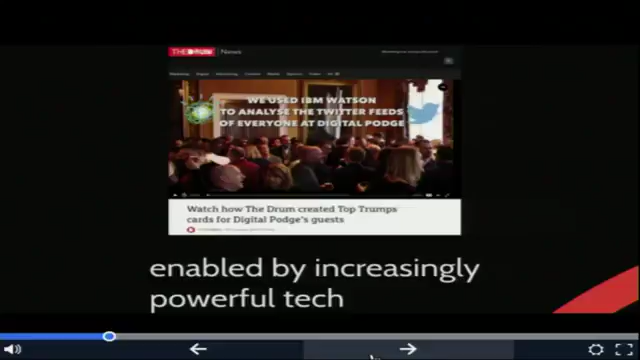 THE DRUM News
WE USED IBM WATSON
TO ANALYSE THE TWITTER FEEDS
OF EVERYONE AT DIGITAL PODGE
Watch how The Drum created Top Trumps
cards for Digital Podge's guests
enabled by increasingly
powerful tech